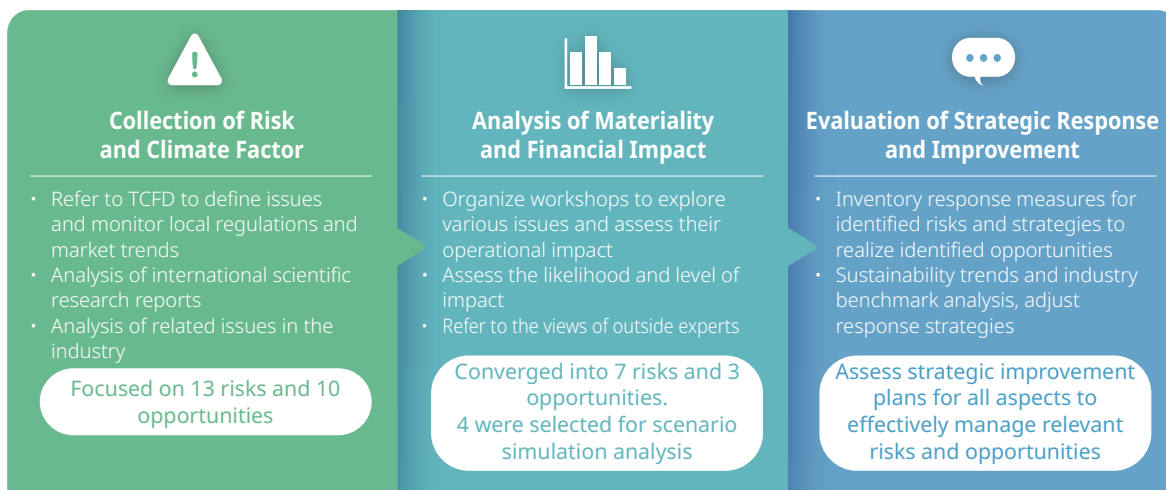 Collection of Risk
and Climate Factor
• Refer to TCFD to define issues
and monitor local regulations and
market trends
• Analysis of international scientific
research reports
• Analysis of related issues in the
industry
Focused on 13 risks and 10
opportunities
Analysis of Materiality
and Financial Impact
• Organize workshops to explore
various issues and assess their
operational impact
• Assess the likelihood and level of
impact
• Refer to the views of outside experts
Converged into 7 risks and 3
opportunities.
4 were selected for scenario
simulation analysis
Evaluation of Strategic Response
and Improvement
• Inventory response measures for
identified risks and strategies to
realize identified opportunities
• Sustainability trends and industry
benchmark analysis, adjust
response strategies
Assess strategic improvement
plans for all aspects to
effectively manage relevant
risks and opportunities